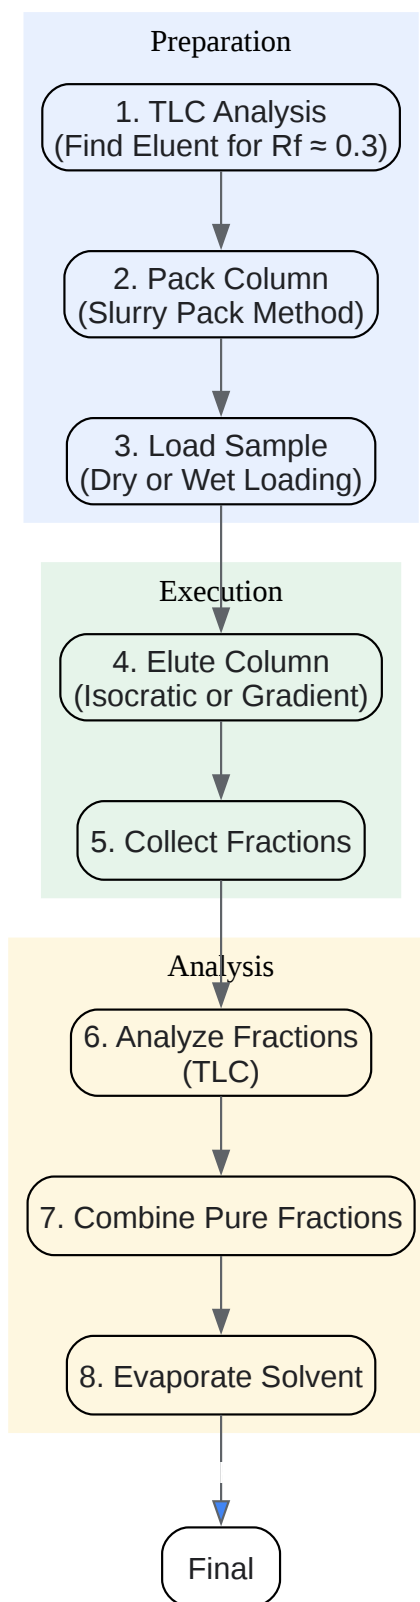 Preparation
1. TLC Analysis
(Find Eluent for Rf ≈ 0.3)
2. Pack Column
(Slurry Pack Method)
3. Load Sample
(Dry or Wet Loading)
Execution
4. Elute Column
(Isocratic or Gradient)
5. Collect Fractions
Analysis
6. Analyze Fractions
(TLC)
7. Combine Pure Fractions
8. Evaporate Solvent
Final